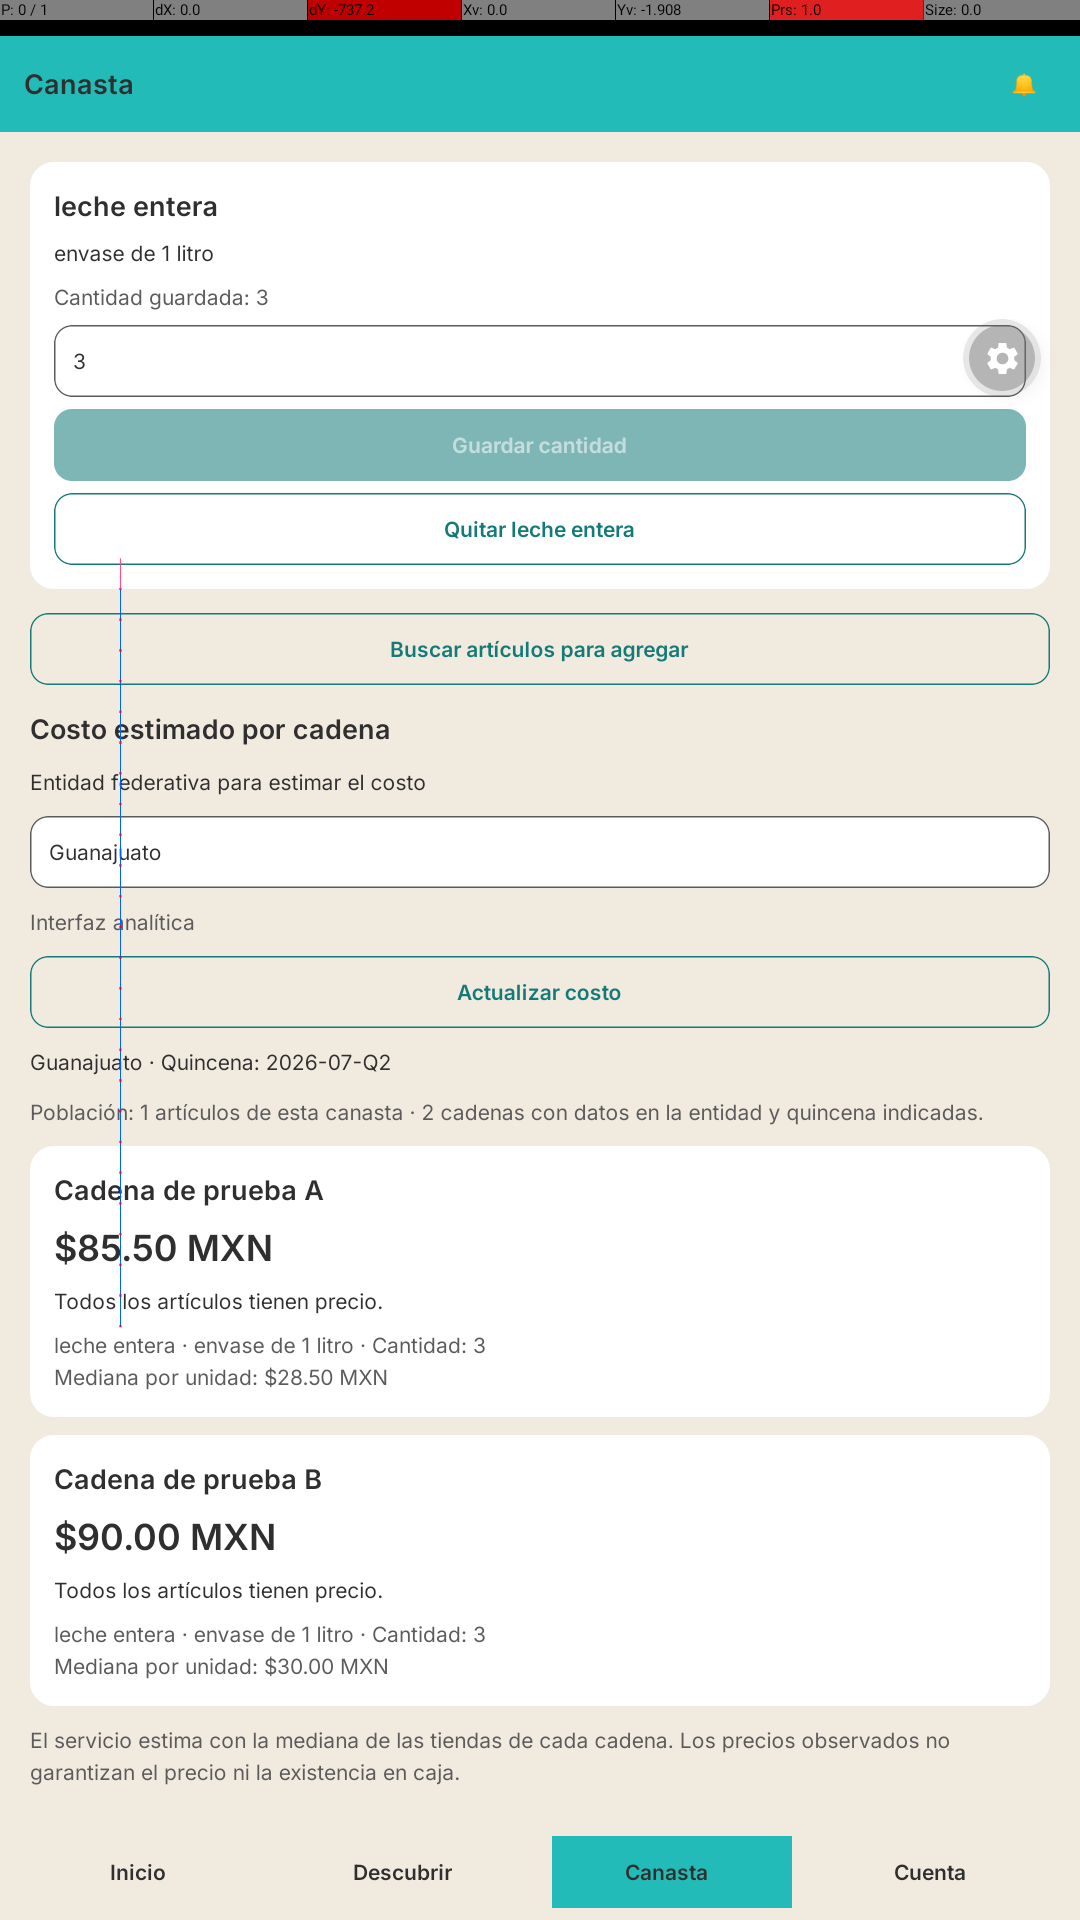 P: 0 / 1 dX: 0.0 dY: -737.2 Xv: 0.0 Yv: -1.908 Prs: 1.0 Size: 0.0
Canasta
leche entera
envase de 1 litro
Cantidad guardada: 3
3
Guardar cantidad
Quitar leche entera
Buscar artículos para agregar
Costo estimado por cadena
Entidad federativa para estimar el costo
Guanajuato
Interfaz analítica
Actualizar costo
Guanajuato · Quincena: 2026-07-Q2
Población: 1 artículos de esta canasta · 2 cadenas con datos en la entidad y quincena indicadas.
Cadena de prueba A
$85.50 MXN
Todos los artículos tienen precio.
leche entera · envase de 1 litro · Cantidad: 3
Mediana por unidad: $28.50 MXN
Cadena de prueba B
$90.00 MXN
Todos los artículos tienen precio.
leche entera · envase de 1 litro · Cantidad: 3
Mediana por unidad: $30.00 MXN
El servicio estima con la mediana de las tiendas de cada cadena. Los precios observados no
garantizan el precio ni la existencia en caja.
Inicio Descubrir Canasta Cuenta